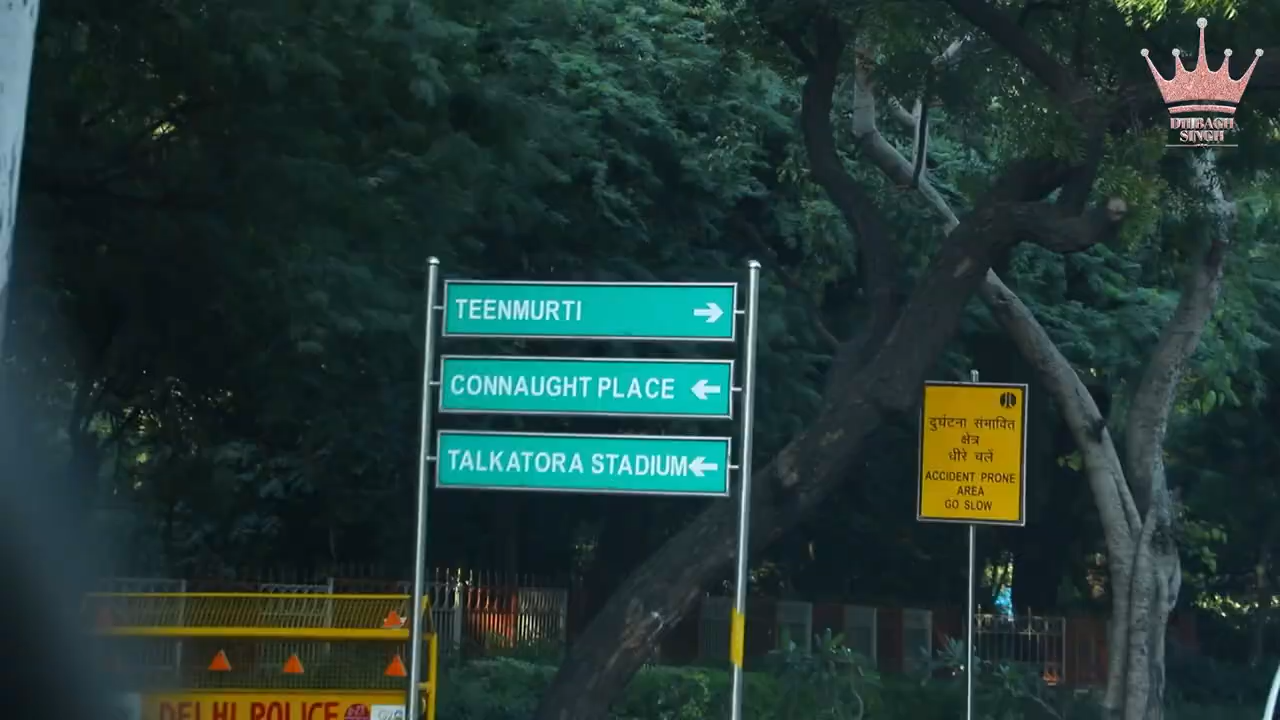 DILBAGH
SINGH
TEENMURTI
CONNAUGHT PLACE
TALKATORA STADIUM
दुर्घटना संभावित
क्षेत्र
धीरे चलें
ACCIDENT PRONE
AREA
GO SLOW
DELHI POLICE